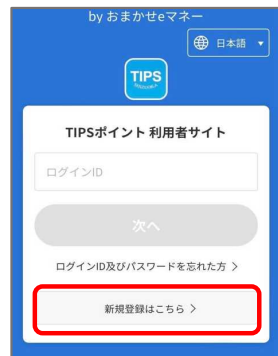 by おまかせeマネー
日本語
TIPS
TIPSポイント 利用者サイト
ログインID
次へ
ログインID及びパスワードを忘れた方 >
新規登録はこちら >